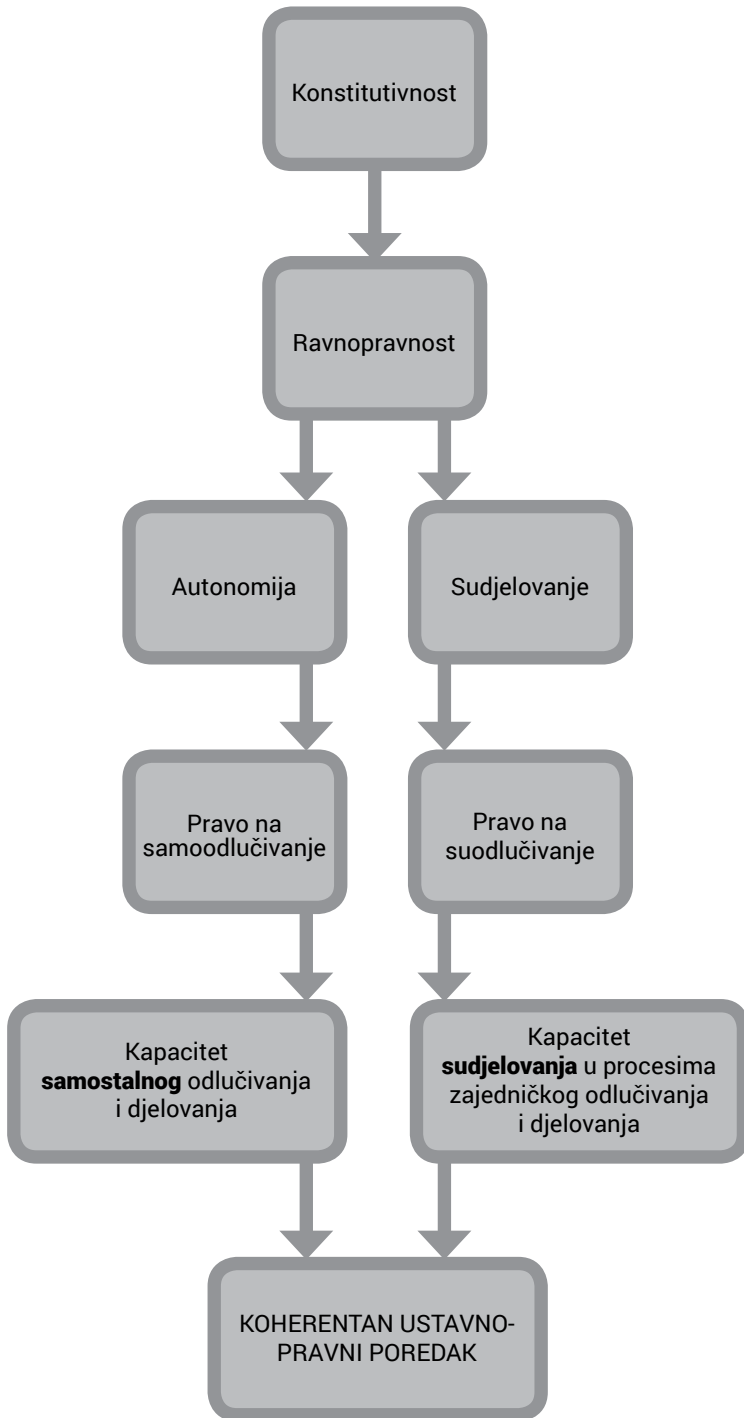 Konstitutivnost
Ravnopravnost
Autonomija
Sudjelovanje
Pravo na
samoodlučivanje
Pravo na
suodlučivanje
Kapacitet
samostalnog odlučivanja
i djelovanja
Kapacitet
sudjelovanja u procesima
zajedničkog odlučivanja
i djelovanja
KOHERENTAN USTAVNO-
PRAVNI POREDAK